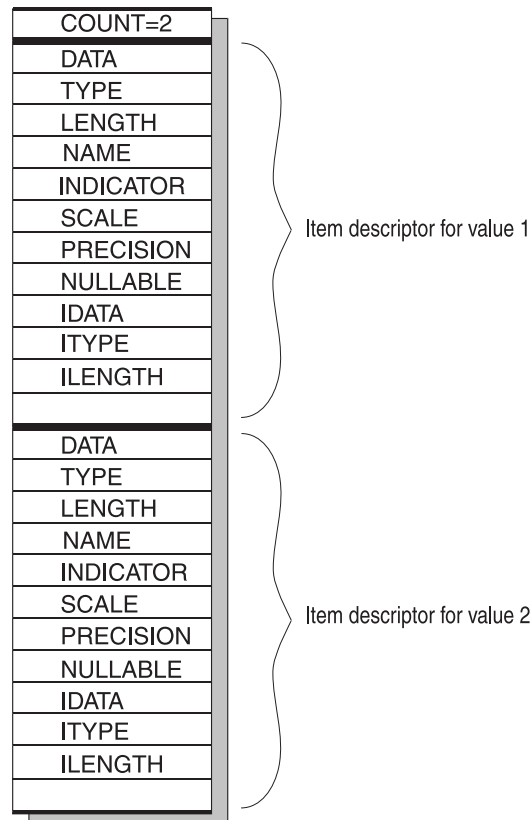 COUNT=2
DATA
TYPE
LENGTH
NAME
INDICATOR
SCALE
PRECISION
NULLABLE
IDATA
ITYPE
ILENGTH
Item descriptor for value 1
DATA
TYPE
LENGTH
NAME
INDICATOR
SCALE
PRECISION
NULLABLE
IDATA
ITYPE
ILENGTH
Item descriptor for value 2